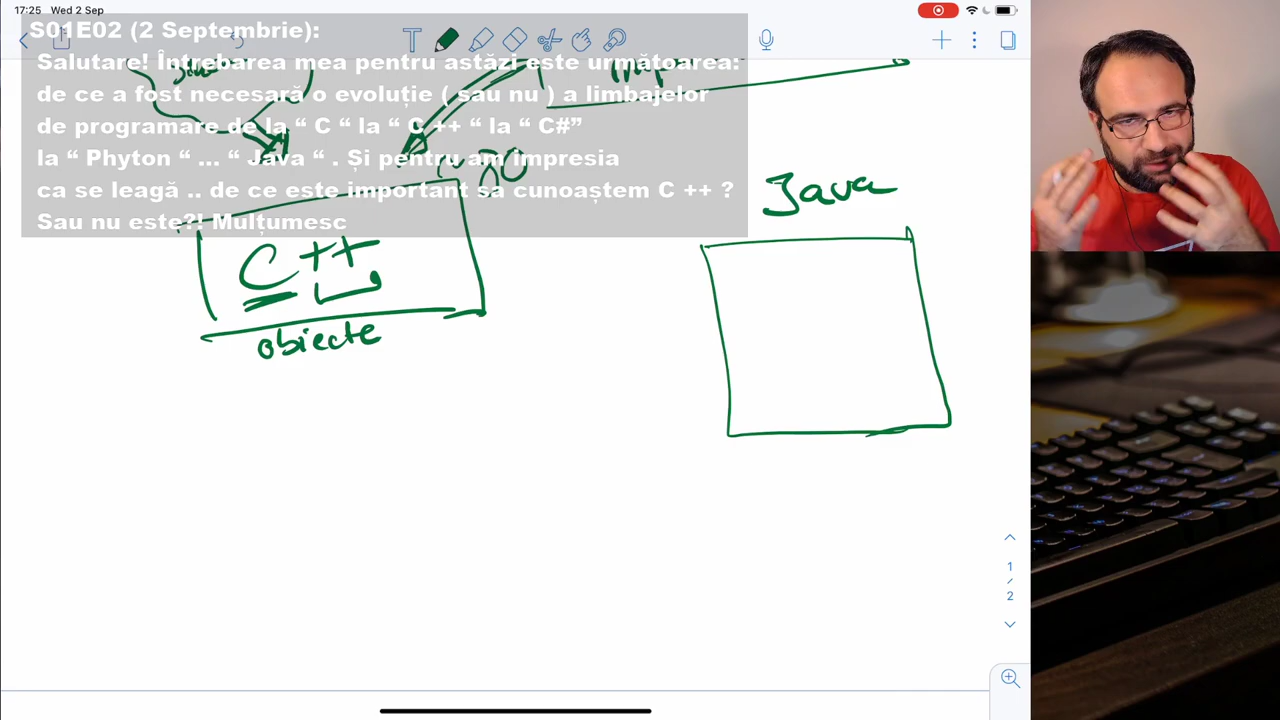 17:25 Wed 2 Sep
S01E02 (2 Septembrie):
Salutare! Întrebarea mea pentru astăzi este următoarea:
de ce a fost necesară o evoluție ( sau nu ) a limbajelor
de programare de la “ C “ la “ C ++ “ la “ C#”
la “ Phyton “ ... “ Java “ . Și pentru am impresia
ca se leagă .. de ce este important sa cunoaștem C ++ ?
Sau nu este?! Mulțumesc
Java
C++
obiecte
1
/
2